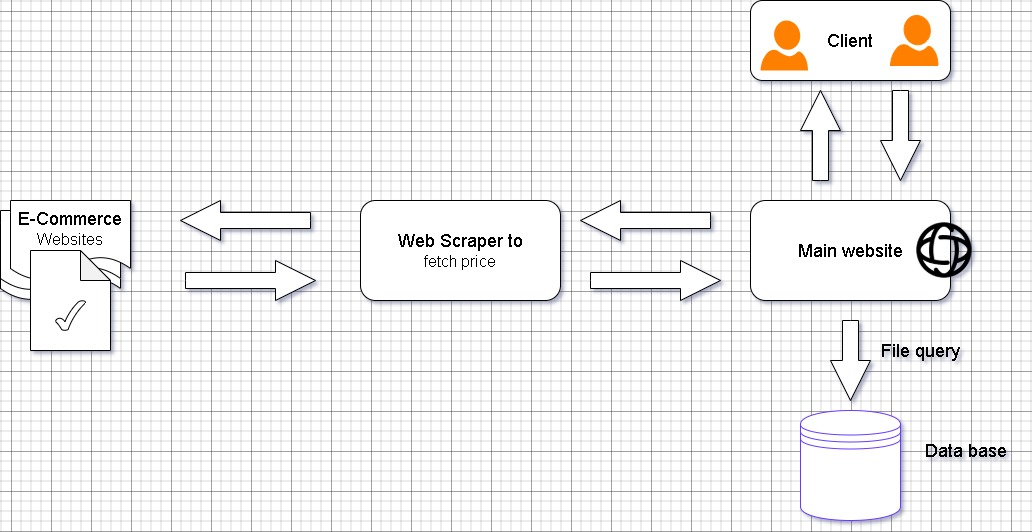 Client
E-Commerce
Websites
Web Scraper to
fetch price
Main website
File query
Data base